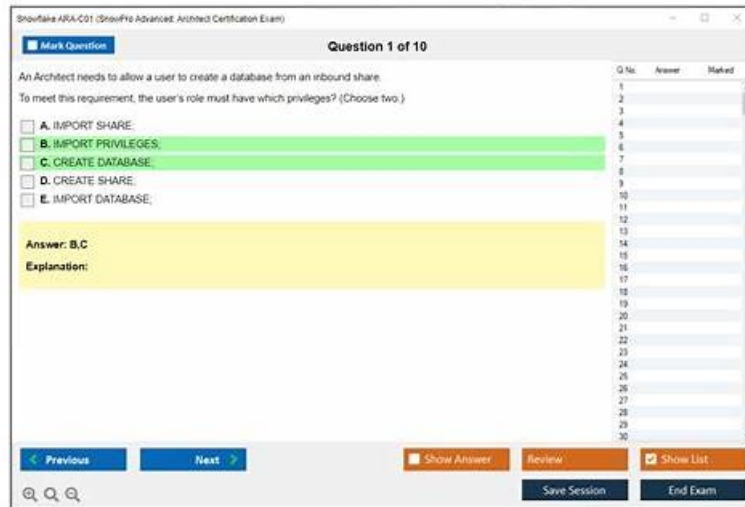 Snowflake ARA-C01 (SnowPro Advanced: Architect Certification Exam)
Mark Question
Question 1 of 10
Q No. Answer Marked
An Architect needs to allow a user to create a database from an inbound share.
To meet this requirement, the user's role must have which privileges? (Choose two.)
A. IMPORT SHARE;
B. IMPORT PRIVILEGES;
C. CREATE DATABASE;
D. CREATE SHARE;
E. IMPORT DATABASE;
Answer: B,C
Explanation:
1
2
3
4
5
6
7
8
9
10
11
12
13
14
15
16
17
18
19
20
21
22
23
24
25
26
27
28
29
30
Previous
Next
Show Answer
Review
Show List
Save Session
End Exam